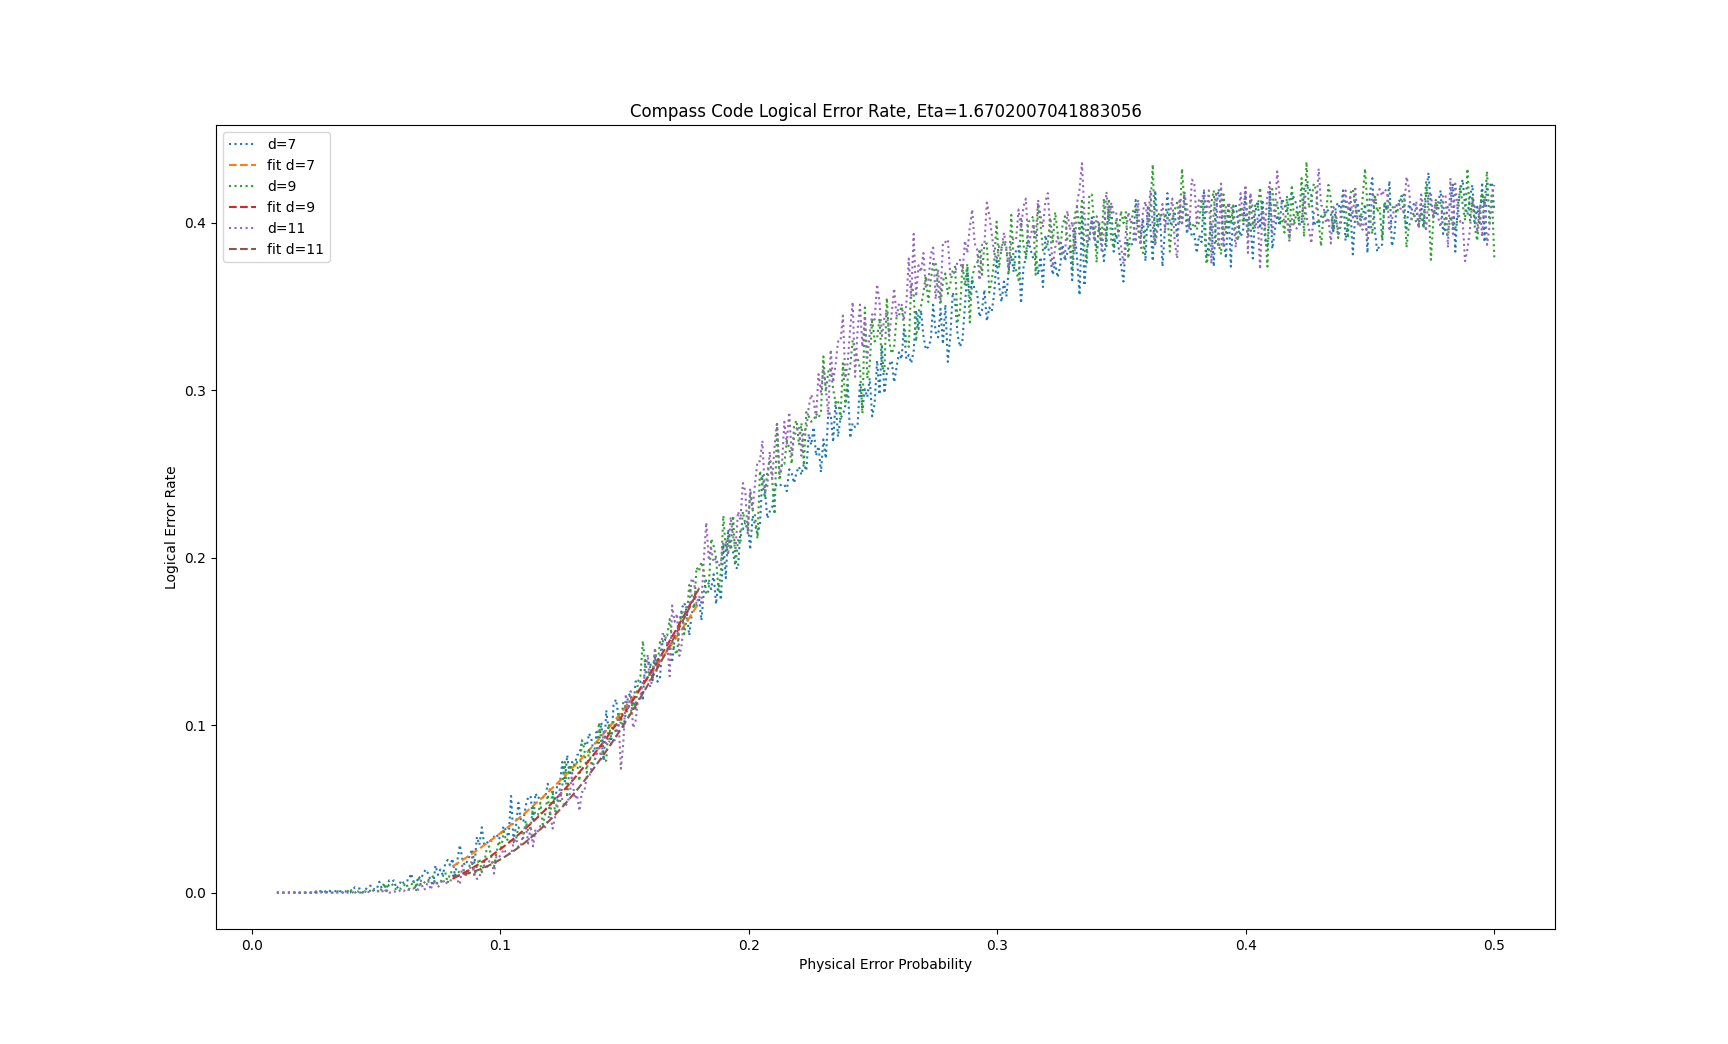 Compass Code Logical Error Rate, Eta=1.6702007041883056
d=7
fit d=7
d=9
fit d=9
d=11
fit d=11
Logical Error Rate
0.4
0.3
0.2
0.1
0.0
0.0 0.1 0.2 0.3 0.4 0.5
Physical Error Probability